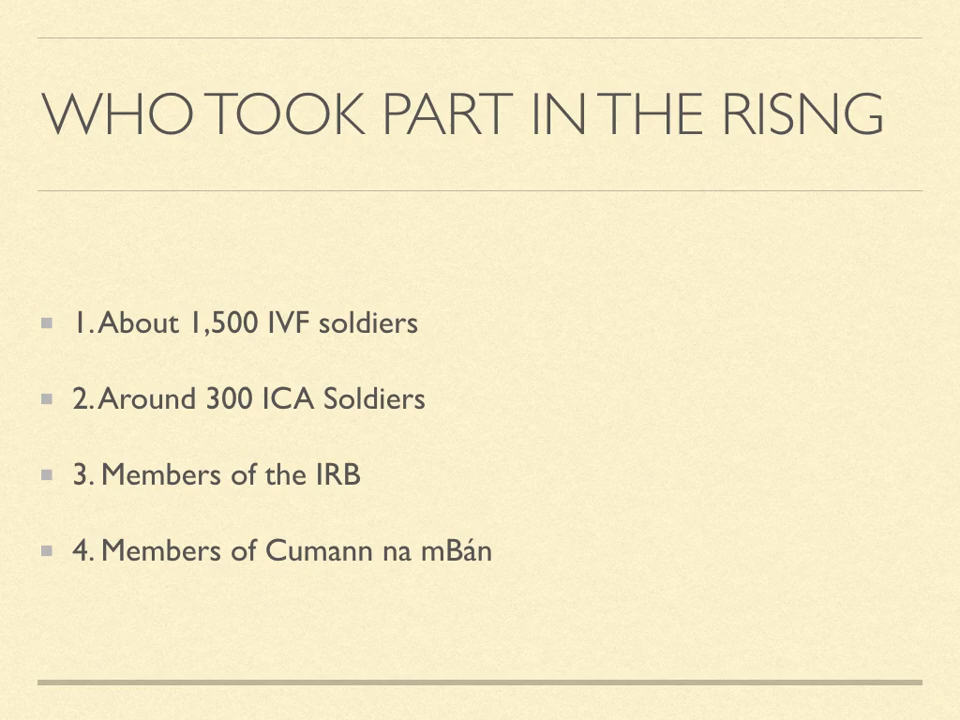 WHO TOOK PART IN THE RISNG
1. About 1,500 IVF soldiers
2. Around 300 ICA Soldiers
3. Members of the IRB
4. Members of Cumann na mBán